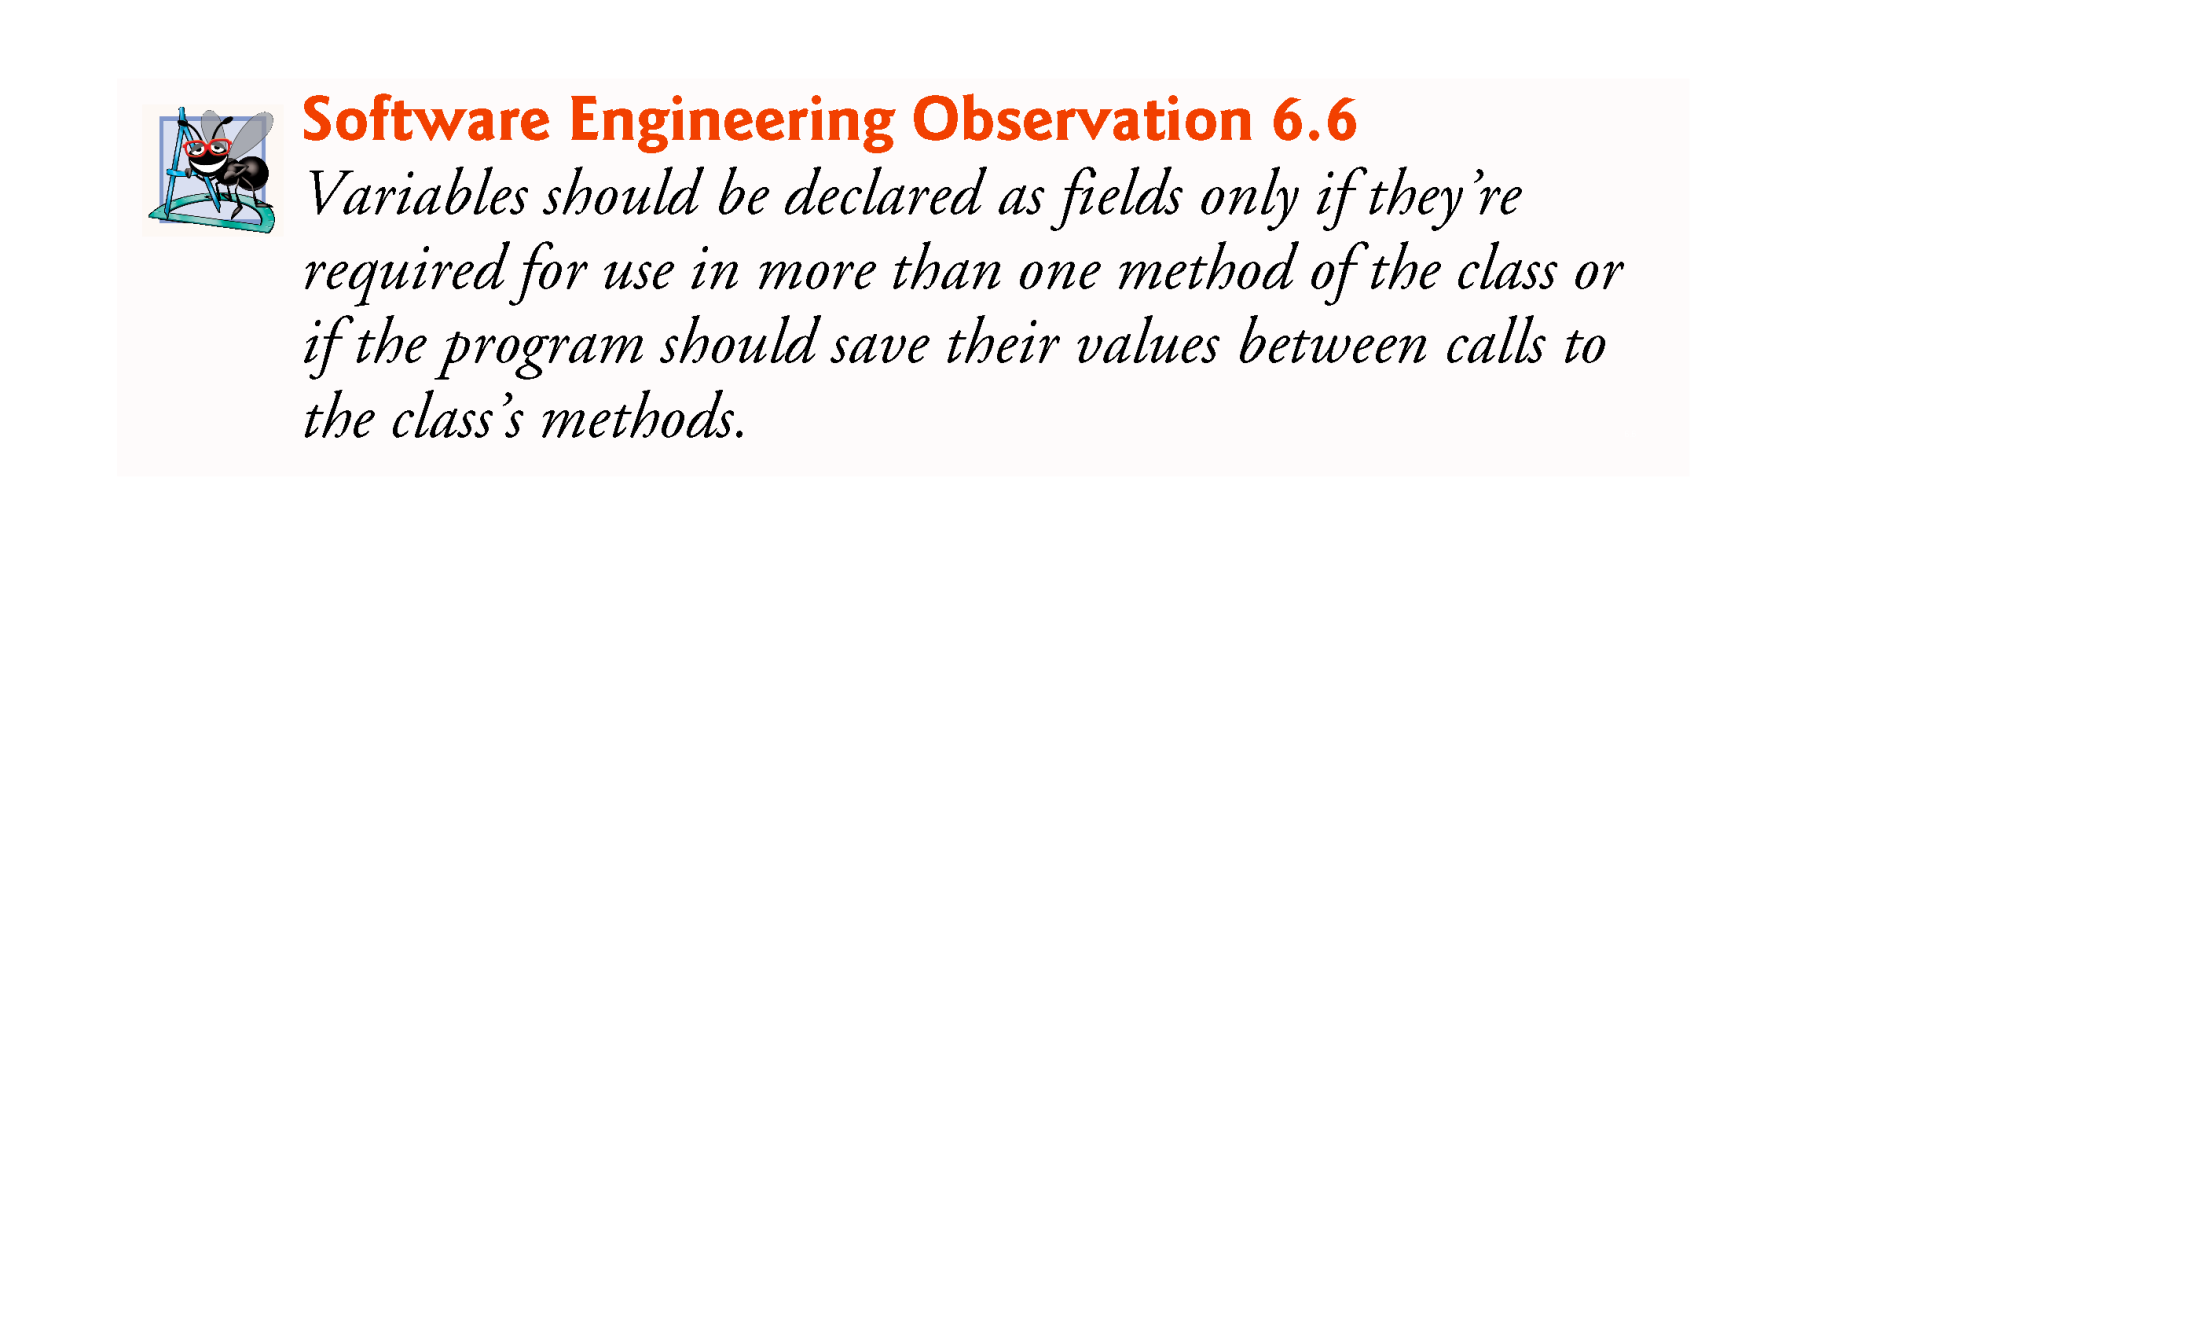 Software Engineering Observation 6.6
Variables should be declared as fields only if they’re
required for use in more than one method of the class or
if the program should save their values between calls to
the class’s methods.